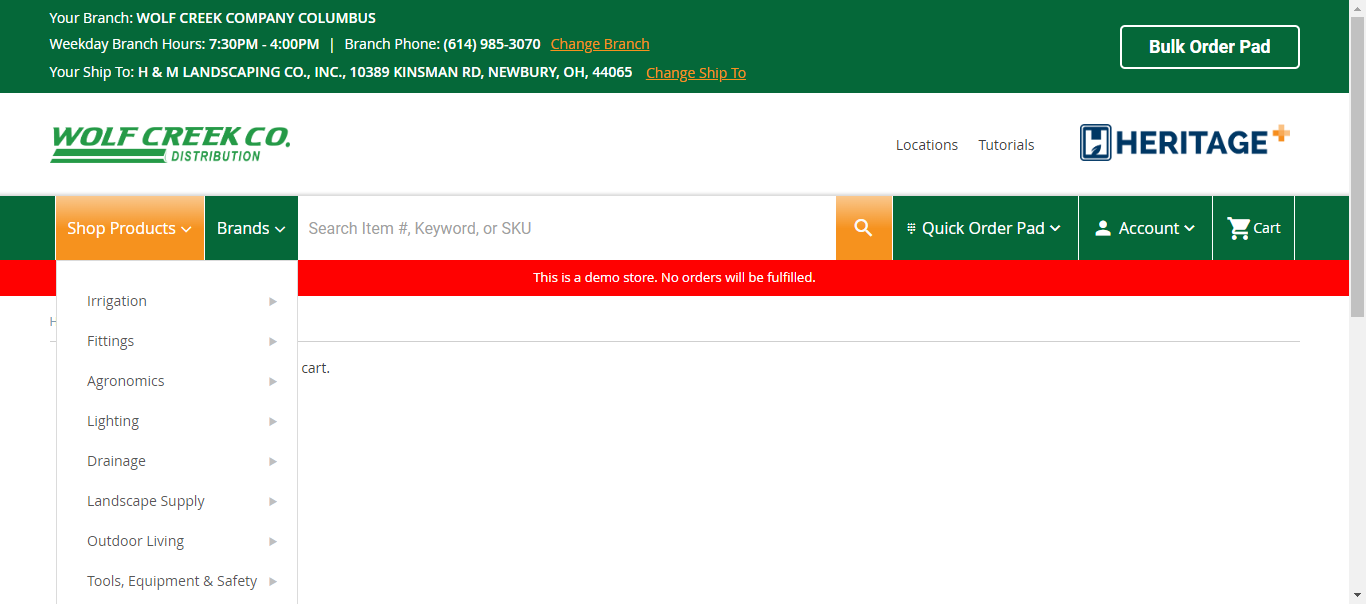 Your Branch: WOLF CREEK COMPANY COLUMBUS
Weekday Branch Hours: 7:30PM - 4:00PM | Branch Phone: (614) 985-3070 Change Branch
Your Ship To: H & M LANDSCAPING CO., INC., 10389 KINSMAN RD, NEWBURY, OH, 44065 Change Ship To
Bulk Order Pad
WOLF CREEK CO.
DISTRIBUTION
Locations Tutorials
HERITAGE+
Shop Products Brands Search Item #, Keyword, or SKU Quick Order Pad Account Cart
This is a demo store. No orders will be fulfilled.
Irrigation
Fittings
cart.
Agronomics
Lighting
Drainage
Landscape Supply
Outdoor Living
Tools, Equipment & Safety